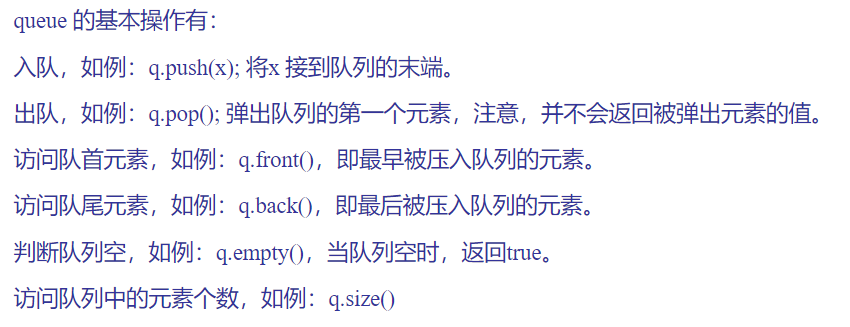 queue 的基本操作有：
入队，如例：q.push(x); 将x 接到队列的末端。
出队，如例：q.pop(); 弹出队列的第一个元素，注意，并不会返回被弹出元素的值。
访问队首元素，如例：q.front()，即最早被压入队列的元素。
访问队尾元素，如例：q.back()，即最后被压入队列的元素。
判断队列空，如例：q.empty()，当队列空时，返回true。
访问队列中的元素个数，如例：q.size()